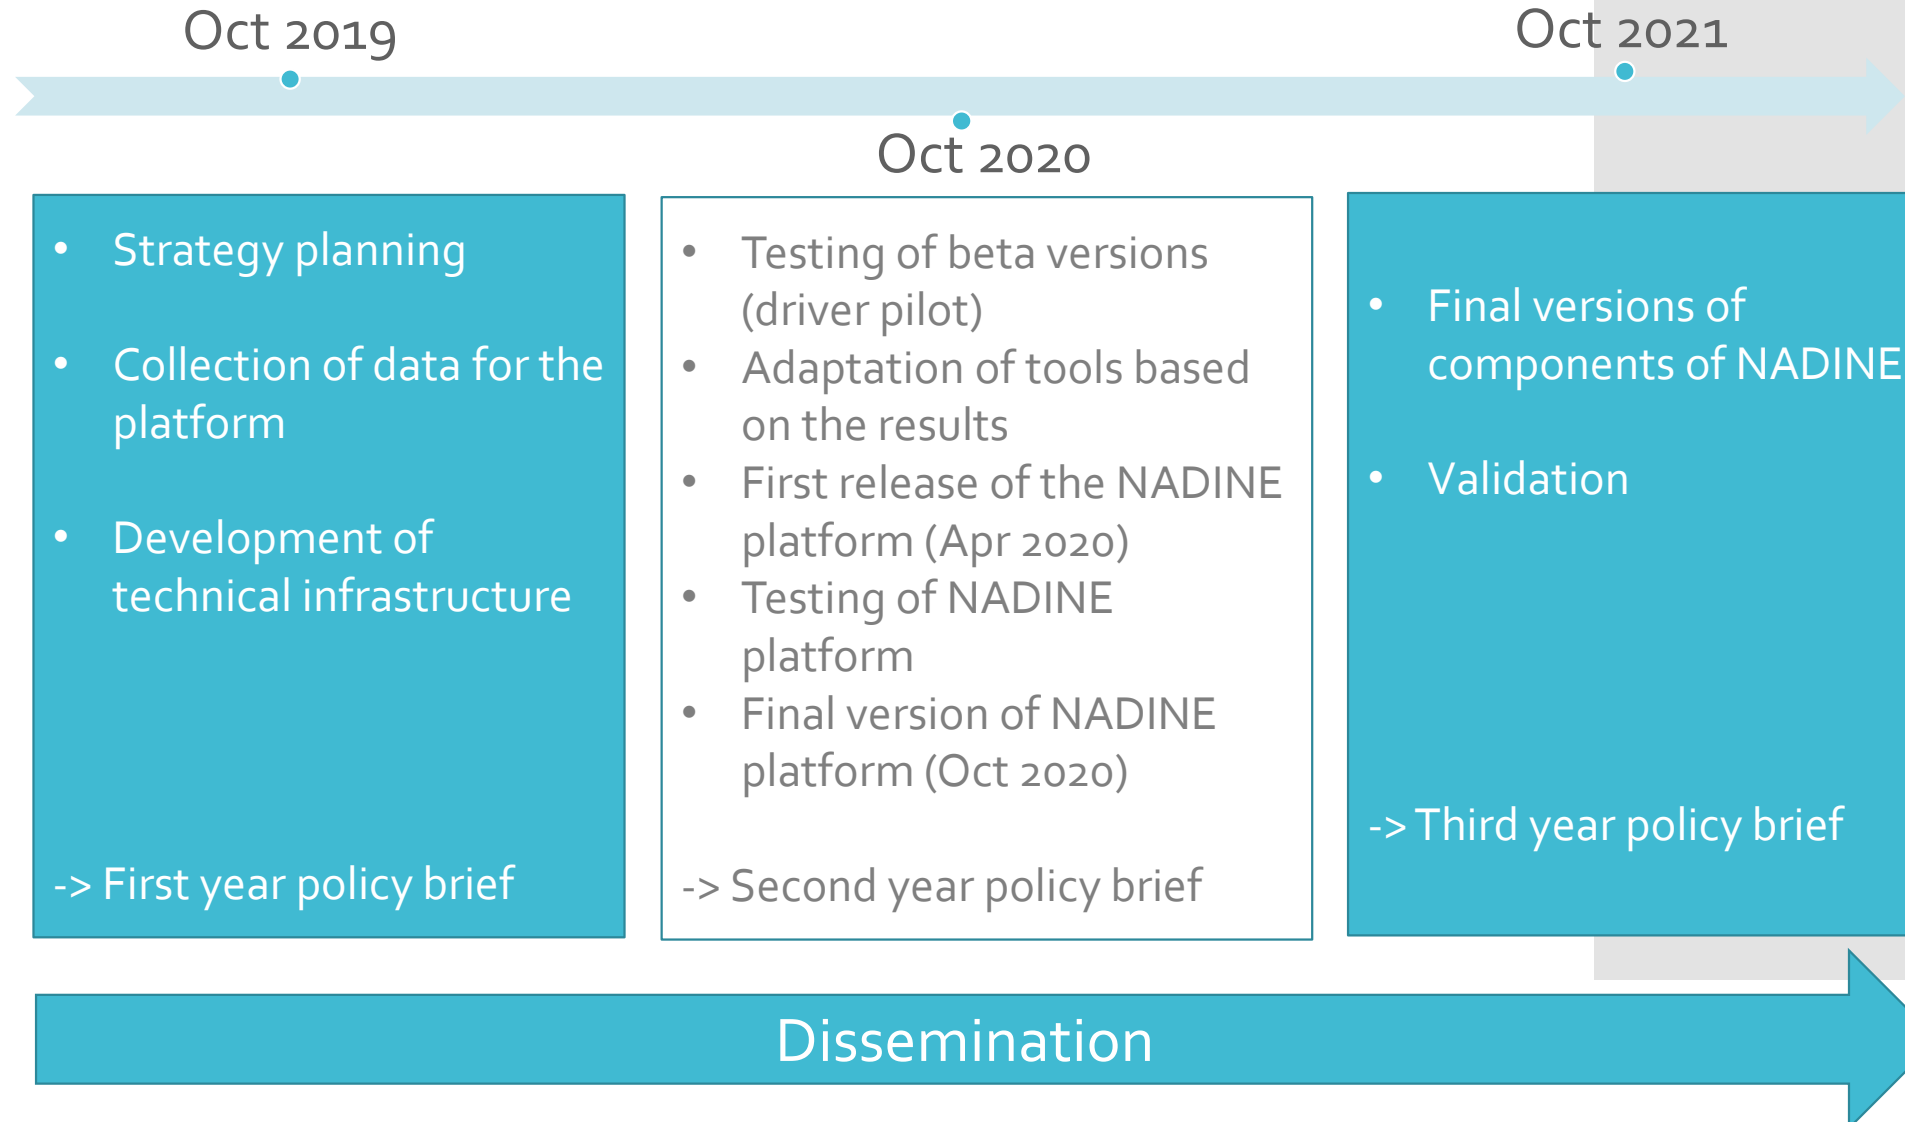 Oct 2019
Oct 2021
Oct 2020
• Strategy planning
• Collection of data for the
platform
• Development of
technical infrastructure
-> First year policy brief
• Testing of beta versions
(driver pilot)
• Adaptation of tools based
on the results
• First release of the NADINE
platform (Apr 2020)
• Testing of NADINE
platform
• Final version of NADINE
platform (Oct 2020)
-> Second year policy brief
• Final versions of
components of NADINE
• Validation
-> Third year policy brief
Dissemination